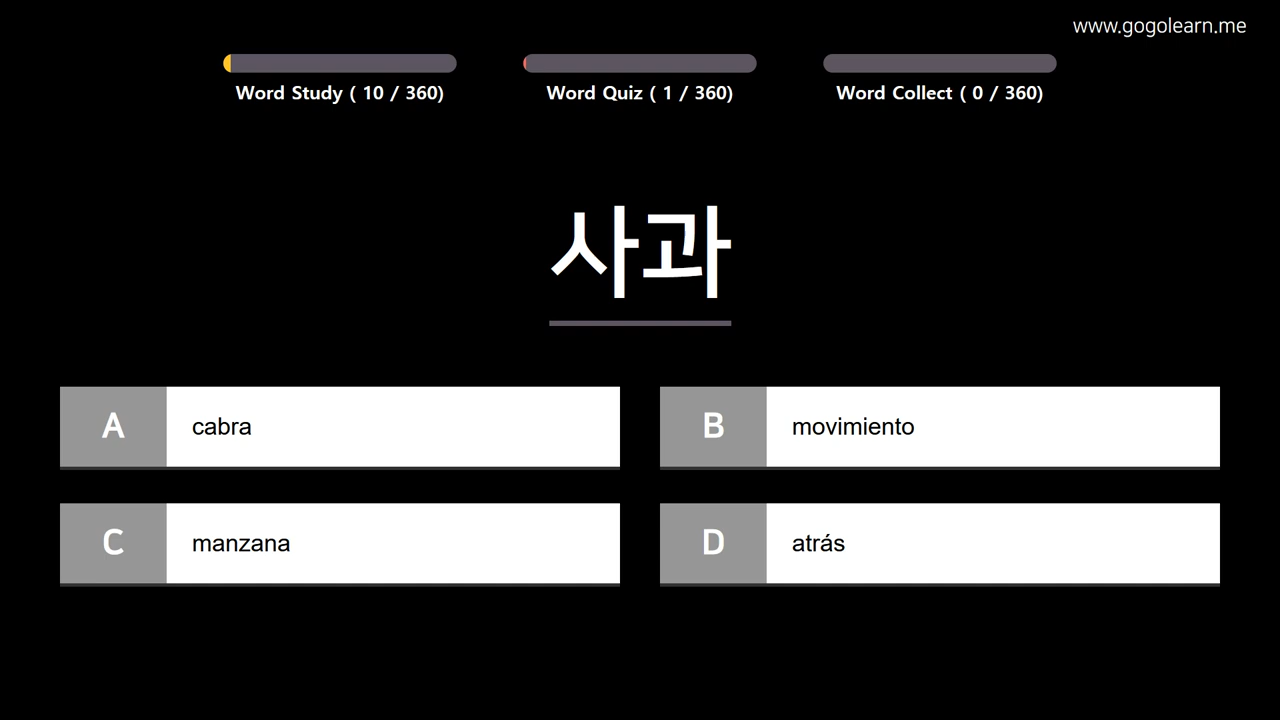 www.gogolearn.me
Word Study ( 10 / 360)
Word Quiz ( 1 / 360)
Word Collect ( 0 / 360)
사과
A cabra
B movimiento
C manzana
D atrás